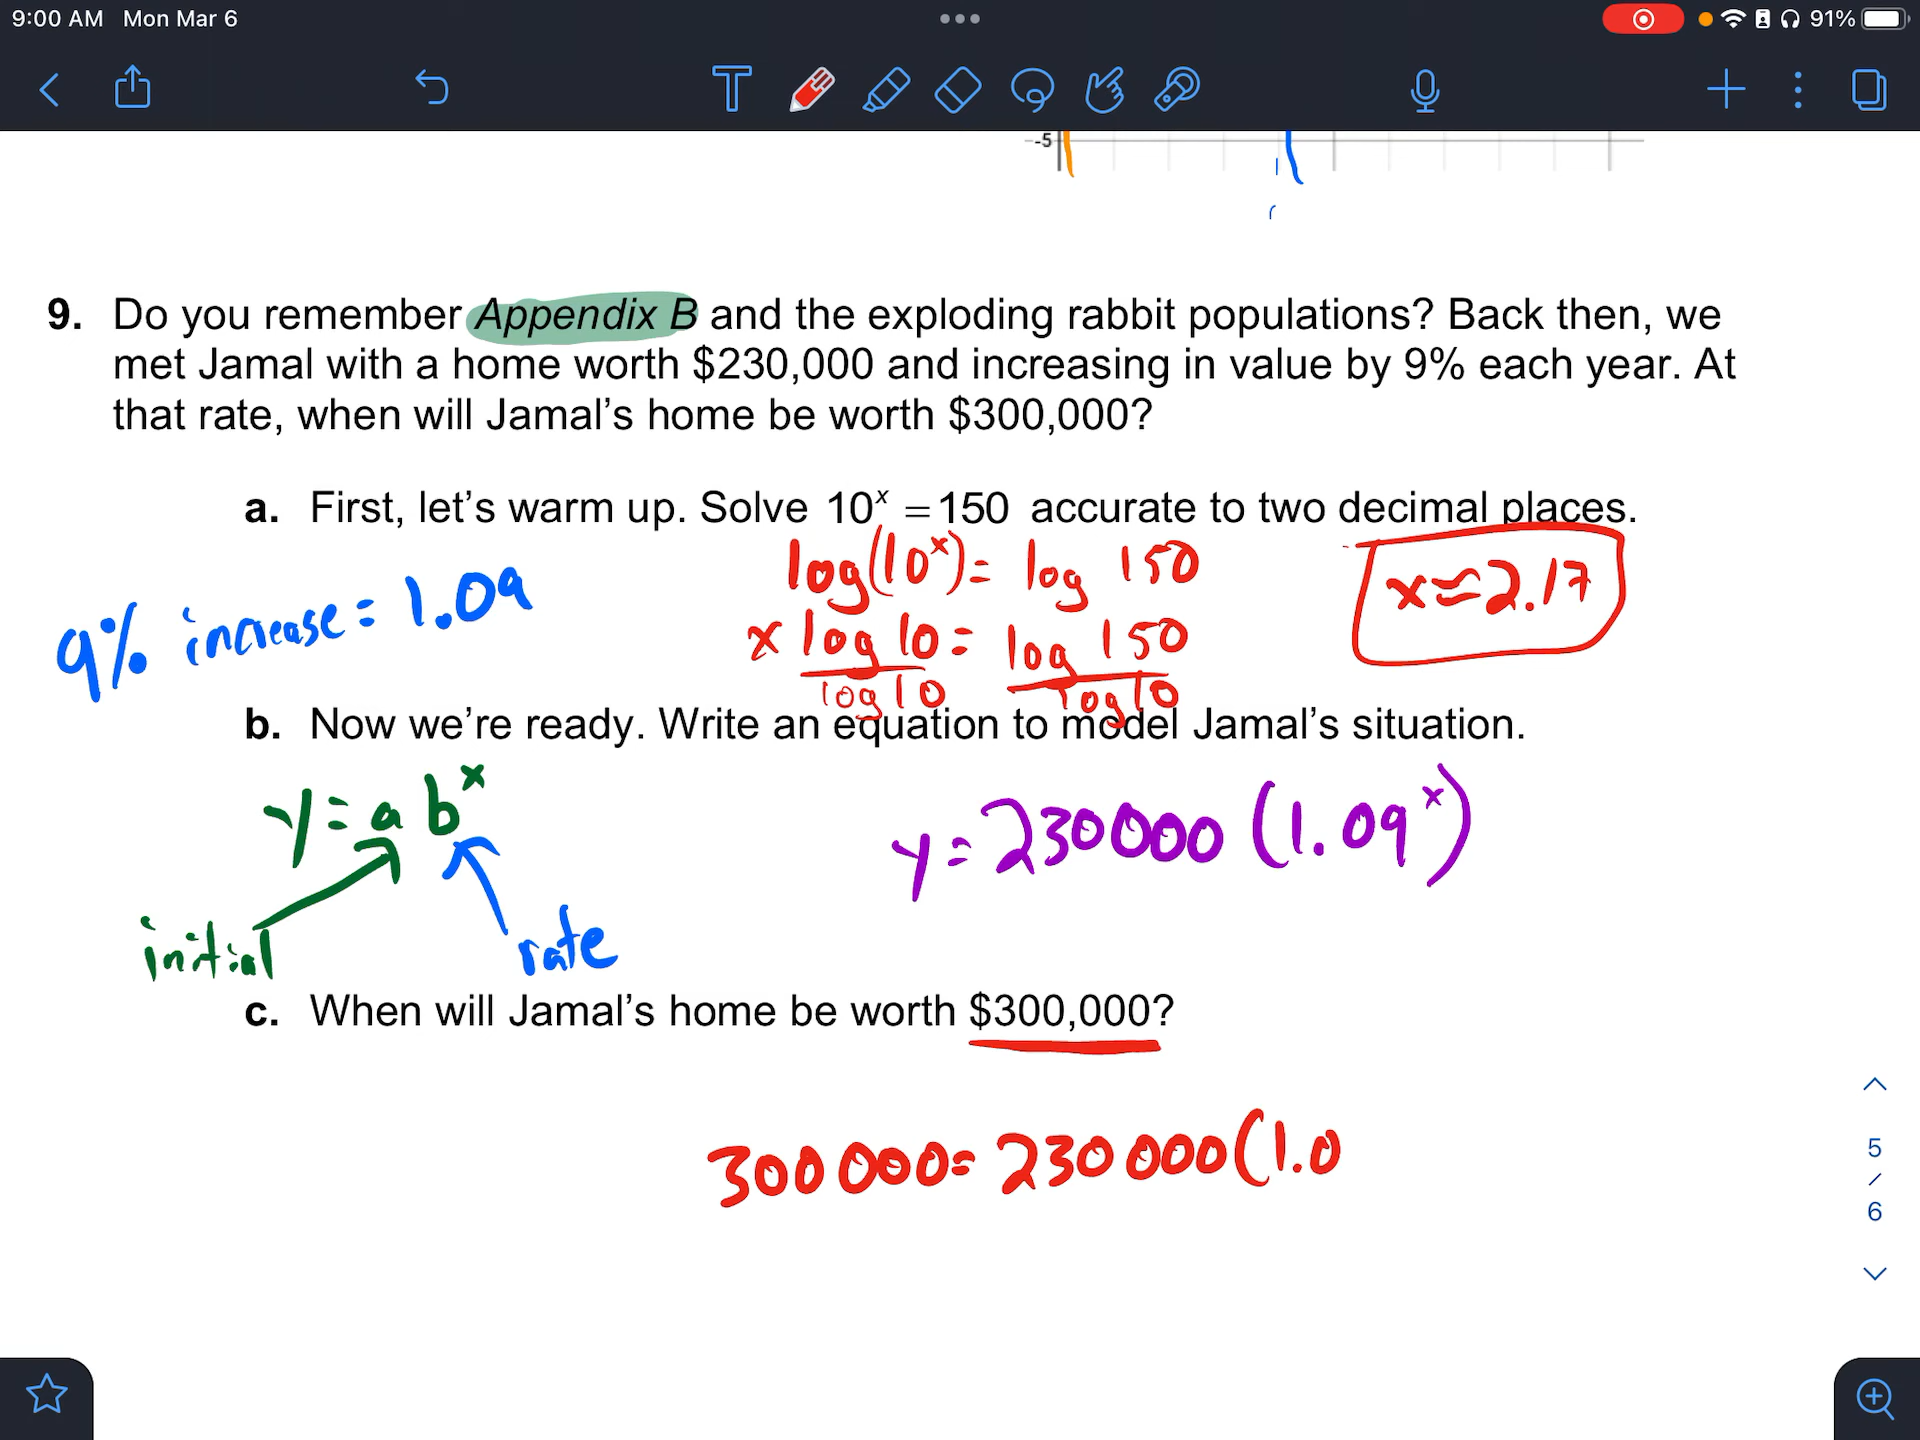 9:00 AM Mon Mar 6
91%
-5
9. Do you remember Appendix B and the exploding rabbit populations? Back then, we
met Jamal with a home worth $230,000 and increasing in value by 9% each year. At
that rate, when will Jamal's home be worth $300,000?
a. First, let's warm up. Solve 10^x = 150 accurate to two decimal places.
log(10^x) = log 150
x ≈ 2.17
9% increase = 1.09
x log 10 = log 150
log 10 log 10
b. Now we're ready. Write an equation to model Jamal's situation.
y = a b^x
y = 230000 (1.09^x)
initial
rate
c. When will Jamal's home be worth $300,000?
300 000 = 230 000 (1.0
5
/
6